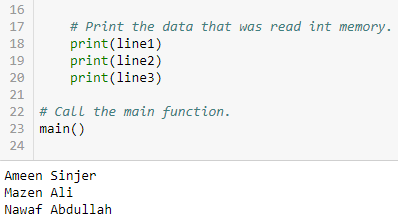 16
17 # Print the data that was read int memory.
18 print(line1)
19 print(line2)
20 print(line3)
21
22 # Call the main function.
23 main()
24
Ameen Sinjer
Mazen Ali
Nawaf Abdullah